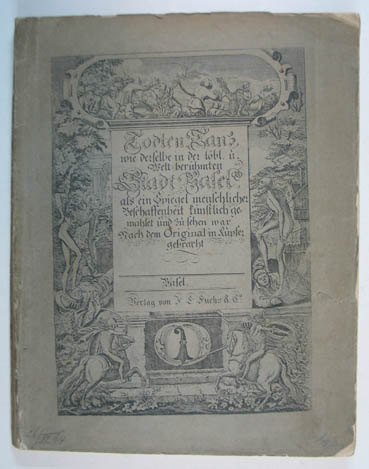 Todten Tanz,
wie derselbe in der löbl. ũ.
Welt berühmten
Stadt Basel
als ein Spiegel menschlicher
Beschaffenheit künstlich ge-
mahlet und zũ sehen war.
Nach dem Original in Kupfer
gebracht
Basel.
Verlag von F. C. Fuchs & Cº